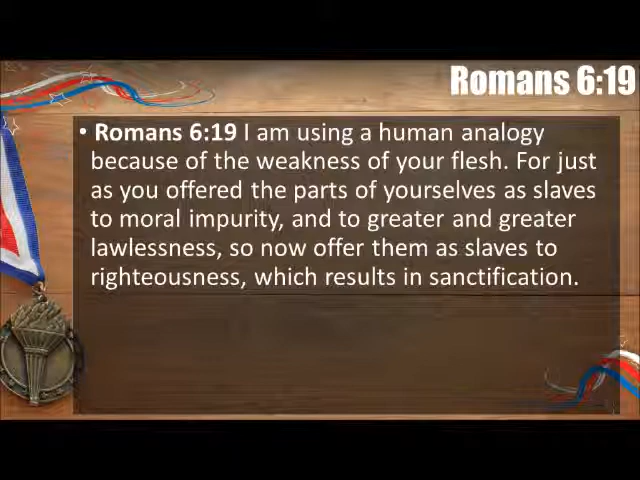 Romans 6:19
• Romans 6:19 I am using a human analogy
because of the weakness of your flesh. For just
as you offered the parts of yourselves as slaves
to moral impurity, and to greater and greater
lawlessness, so now offer them as slaves to
righteousness, which results in sanctification.